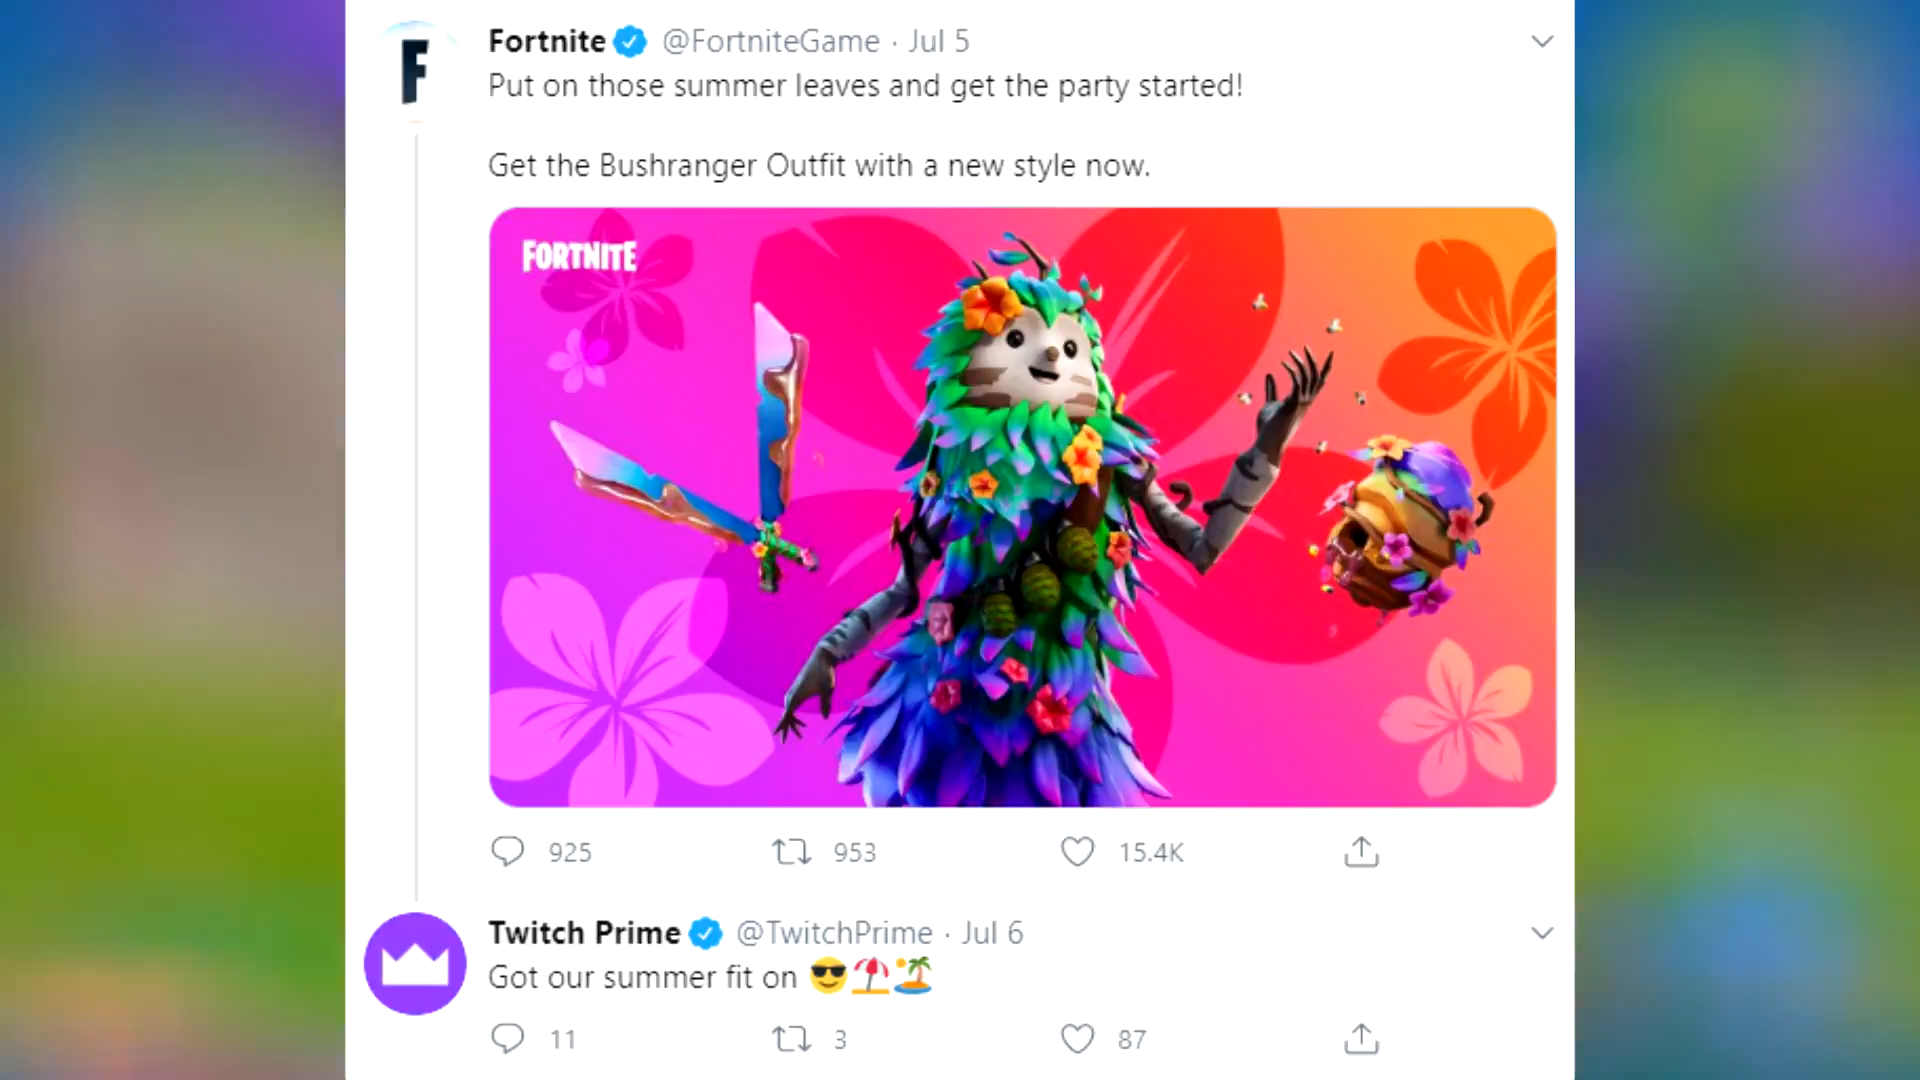 Fortnite @FortniteGame · Jul 5
Put on those summer leaves and get the party started!
Get the Bushranger Outfit with a new style now.
FORTNITE
925 953 15.4K
Twitch Prime @TwitchPrime · Jul 6
Got our summer fit on 😎⛱️🏝️
11 3 87